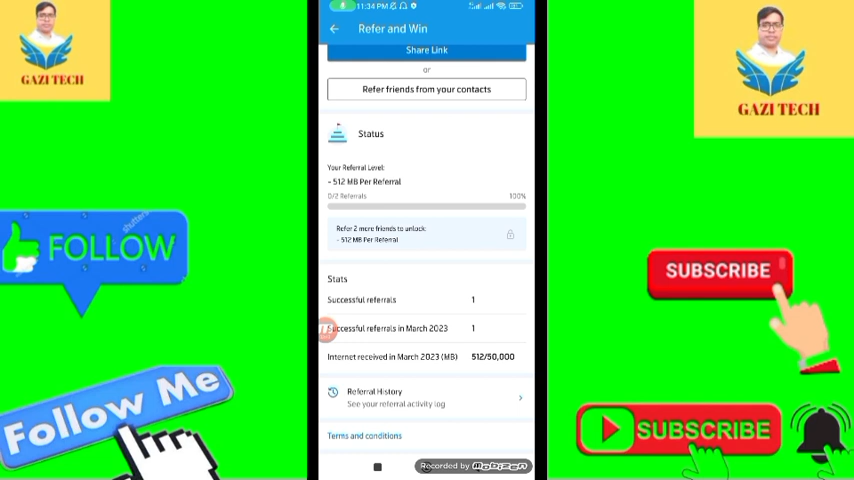 GAZI TECH
FOLLOW
shutterst
Follow Me
11:34 PM
Refer and Win
Share Link
or
Refer friends from your contacts
Status
Your Referral Level:
- 512 MB Per Referral
0/2 Referrals 100%
Refer 2 more friends to unlock:
- 512 MB Per Referral
Stats
Successful referrals 1
Successful referrals in March 2023 1
Internet received in March 2023 (MB) 512/50,000
Referral History
See your referral activity log
Terms and conditions
Recorded by Mobizen
GAZI TECH
SUBSCRIBE
SUBSCRIBE